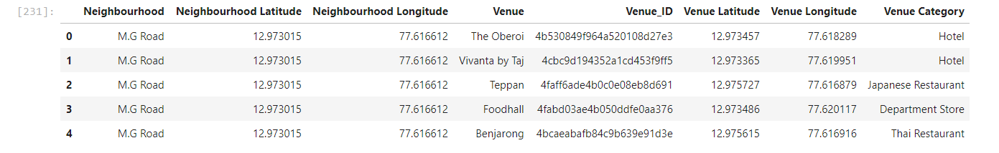 [231]: Neighbourhood Neighbourhood Latitude Neighbourhood Longitude Venue Venue_ID Venue Latitude Venue Longitude Venue Category
0 M.G Road 12.973015 77.616612 The Oberoi 4b530849f964a520108d27e3 12.973457 77.618289 Hotel
1 M.G Road 12.973015 77.616612 Vivanta by Taj 4cbc9d194352a1cd453f9ff5 12.973365 77.619951 Hotel
2 M.G Road 12.973015 77.616612 Teppan 4faff6ade4b0c0e08eb8d691 12.975727 77.616879 Japanese Restaurant
3 M.G Road 12.973015 77.616612 Foodhall 4fabd03ae4b050ddfe0aa376 12.973486 77.620117 Department Store
4 M.G Road 12.973015 77.616612 Benjarong 4bcaeabafb84c9b639e91d3e 12.975615 77.616916 Thai Restaurant